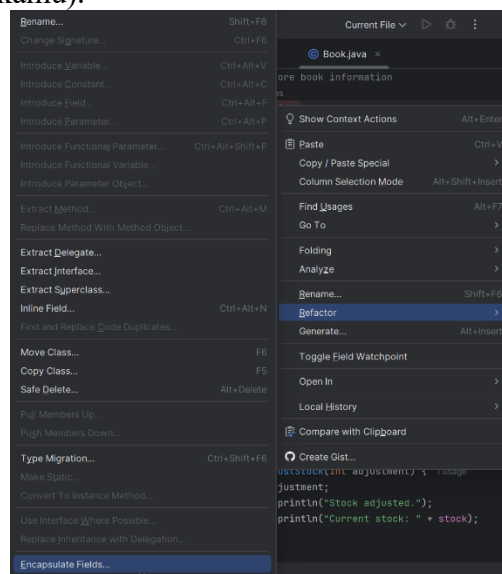 Rename... Shift+F6
Change Signature... Ctrl+F6
Introduce Variable... Ctrl+Alt+V
Introduce Constant... Ctrl+Alt+C
Introduce Field... Ctrl+Alt+F
Introduce Parameter... Ctrl+Alt+P
Introduce Functional Parameter... Ctrl+Alt+Shift+P
Introduce Functional Variable...
Introduce Parameter Object...
Extract Method... Ctrl+Alt+M
Replace Method With Method Object...
Extract Delegate...
Extract Interface...
Extract Superclass...
Inline Field... Ctrl+Alt+N
Find and Replace Code Duplicates...
Move Class... F6
Copy Class... F5
Safe Delete... Alt+Delete
Pull Members Up...
Push Members Down...
Type Migration... Ctrl+Shift+F6
Make Static...
Convert To Instance Method...
Use Interface Where Possible...
Replace Inheritance with Delegation...
Encapsulate Fields...
Current File
Book.java
ore book information
Show Context Actions Alt+Enter
Paste Ctrl+V
Copy / Paste Special
Column Selection Mode Alt+Shift+Insert
Find Usages Alt+F7
Go To
Folding
Analyze
Rename... Shift+F6
Refactor
Generate... Alt+Insert
Toggle Field Watchpoint
Open In
Local History
Compare with Clipboard
Create Gist...
ustStock(int adjustment) { 1 usage
justment;
println("Stock adjusted.");
println("Current stock: " + stock);